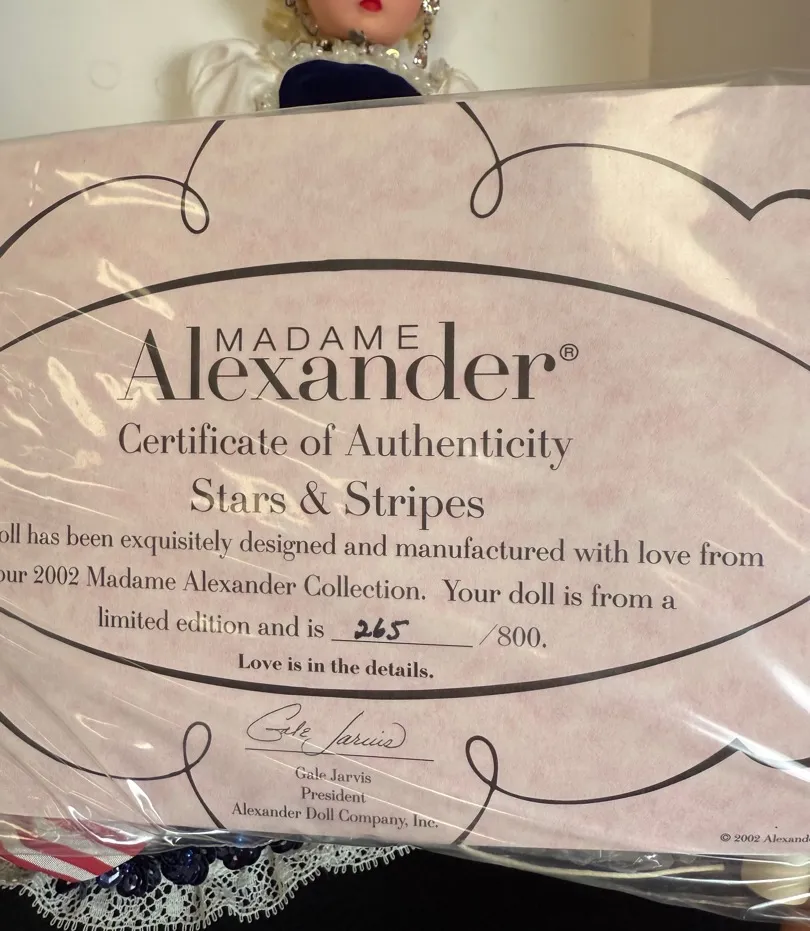 MADAME
Alexander®
Certificate of Authenticity
Stars & Stripes
oll has been exquisitely designed and manufactured with love from
our 2002 Madame Alexander Collection. Your doll is from a
limited edition and is 265 /800.
Love is in the details.
Gale Jarvis
Gale Jarvis
President
Alexander Doll Company, Inc.
© 2002 Alexand